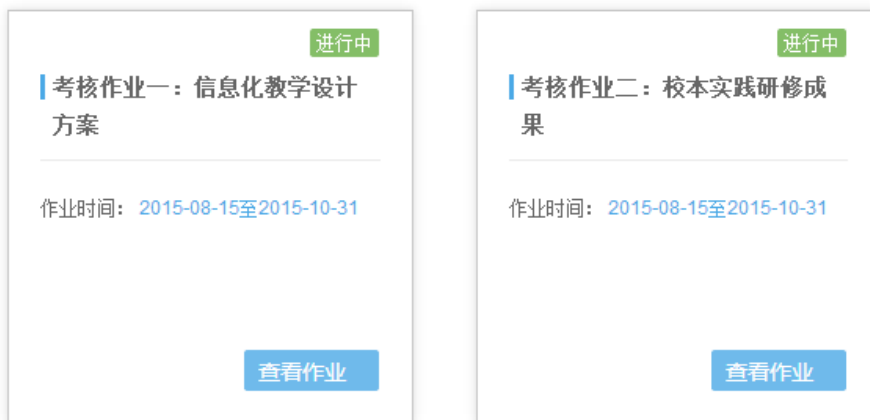 进行中
考核作业一：信息化教学设计
方案
作业时间： 2015-08-15至2015-10-31
查看作业
进行中
考核作业二：校本实践研修成
果
作业时间： 2015-08-15至2015-10-31
查看作业